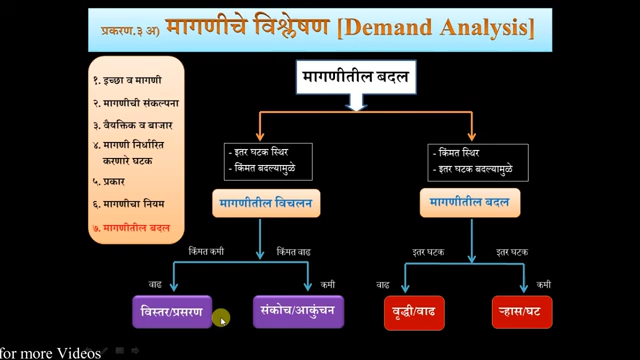 प्रकरण.३ अ) मागणीचे विश्लेषण [Demand Analysis]
१. इच्छा व मागणी
२. मागणीची संकल्पना
३. वैयक्तिक व बाजार
४. मागणी निर्धारित
करणारे घटक
५. प्रकार
६. मागणीचा नियम
७. मागणीतील बदल
मागणीतील बदल
- इतर घटक स्थिर
- किंमत बदल्यामुळे
- किंमत स्थिर
- इतर घटक बदल्यामुळे
मागणीतील विचलन
मागणीतील बदल
किंमत कमी
किंमत वाढ
इतर घटक
इतर घटक
वाढ
कमी
वाढ
कमी
विस्तर/प्रसरण
संकोच/आकुंचन
वृद्धी/वाढ
ऱ्हास/घट
for more Videos